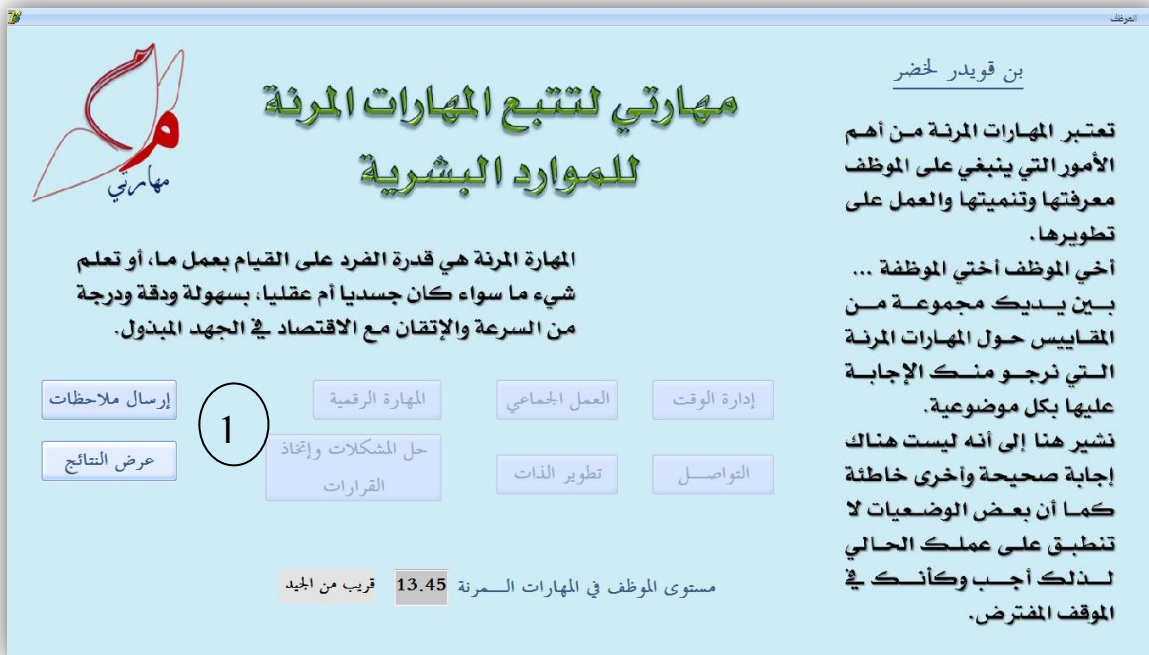 الموظف
بن قويدر لخضر
تعتبر المهارات المرنة من أهم
الأمور التي ينبغي على الموظف
معرفتها وتنميتها والعمل على
تطويرها.
أخي الموظف أختي الموظفة ...
بين يديك مجموعة من
المقاييس حول المهارات المرنة
التي نرجو منك الإجابة
عليها بكل موضوعية.
نشير هنا إلى أنه ليست هناك
إجابة صحيحة وأخرى خاطئة
كما أن بعض الوضعيات لا
تنطبق على عملك الحالي
لذلك أجب وكأنك في
الموقف المفترض.
مهارتي لتتبع المهارات المرنة
للموارد البشرية
مهارتي
المهارة المرنة هي قدرة الفرد على القيام بعمل ما، أو تعلم
شيء ما سواء كان جسديا أم عقليا، بسهولة ودقة ودرجة
من السرعة والإتقان مع الاقتصاد في الجهد المبذول.
إدارة الوقت
العمل الجماعي
المهارة الرقمية
1
إرسال ملاحظات
التواصل
تطوير الذات
حل المشكلات وإتخاذ
القرارات
عرض النتائج
مستوى الموظف في المهارات الــمرنة 13.45 قريب من الجيد